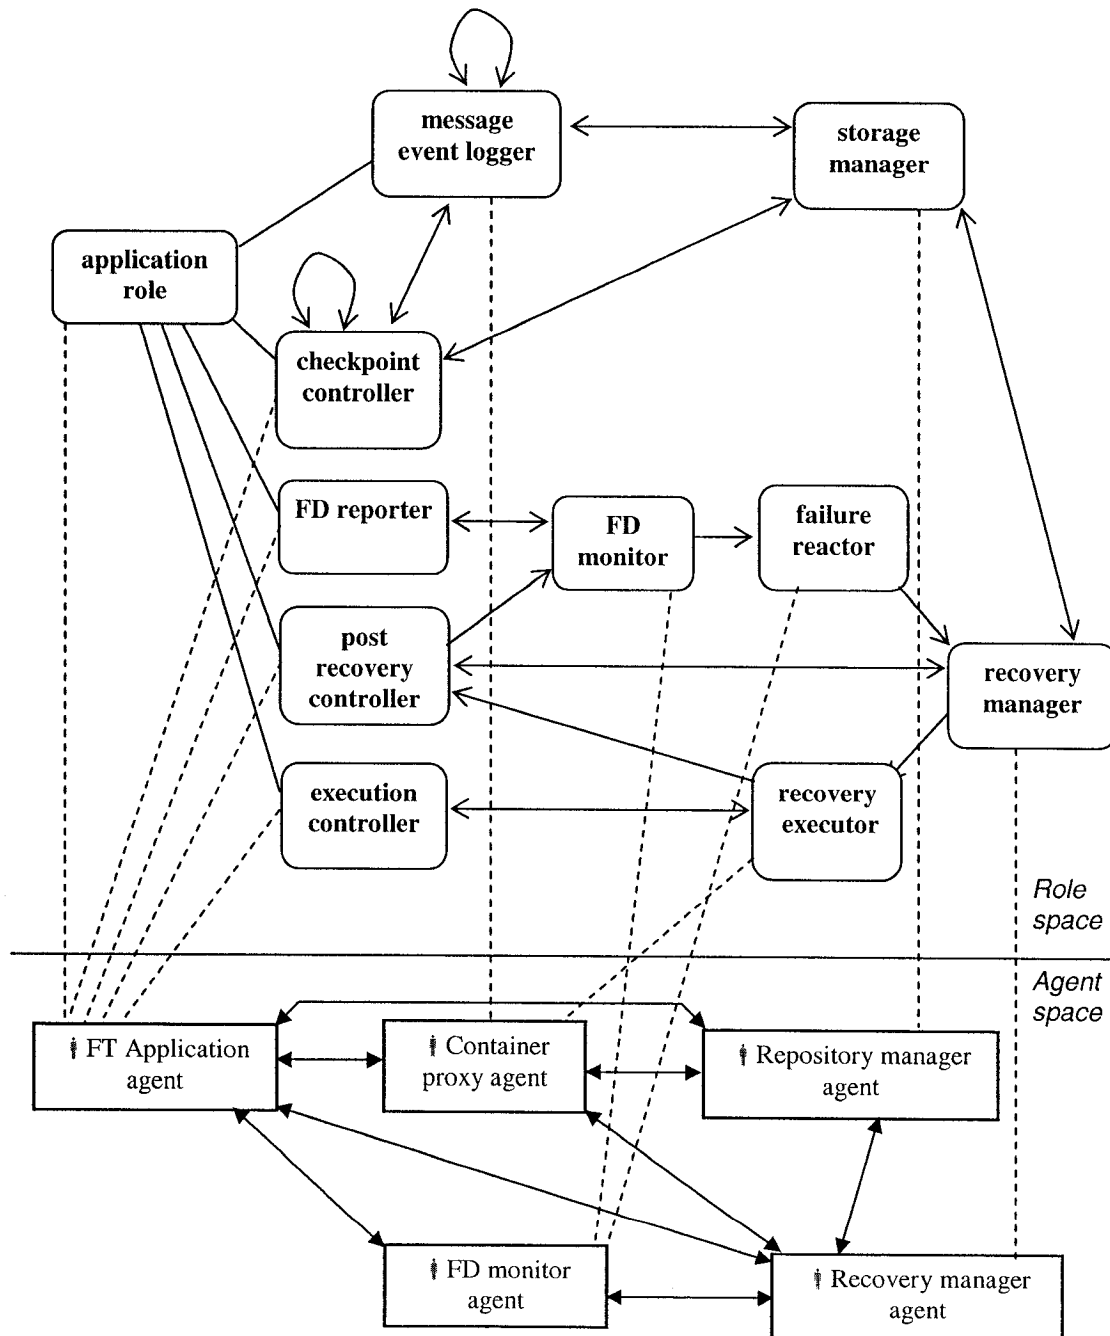 message
event logger
storage
manager
application
role
checkpoint
controller
FD reporter
FD
monitor
failure
reactor
post
recovery
controller
recovery
manager
execution
controller
recovery
executor
Role
space
Agent
space
FT Application
agent
Container
proxy agent
Repository manager
agent
FD monitor
agent
Recovery manager
agent